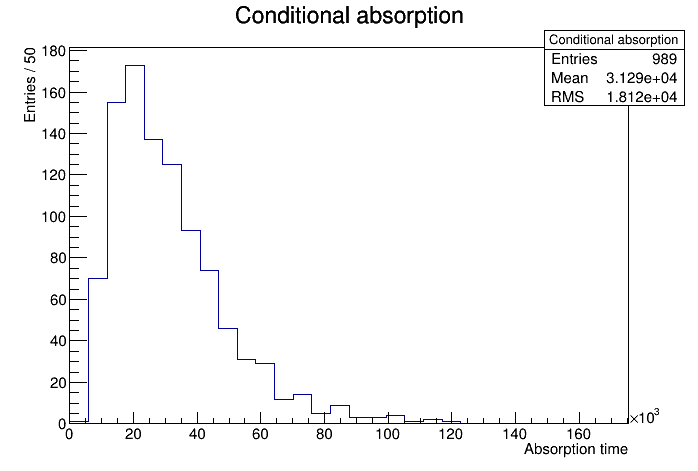 Conditional absorption
Conditional absorption
Entries 989
Mean 3.129e+04
RMS 1.812e+04
Entries / 50
180
160
140
120
100
80
60
40
20
0
0 20 40 60 80 100 120 140 160
×10³
Absorption time